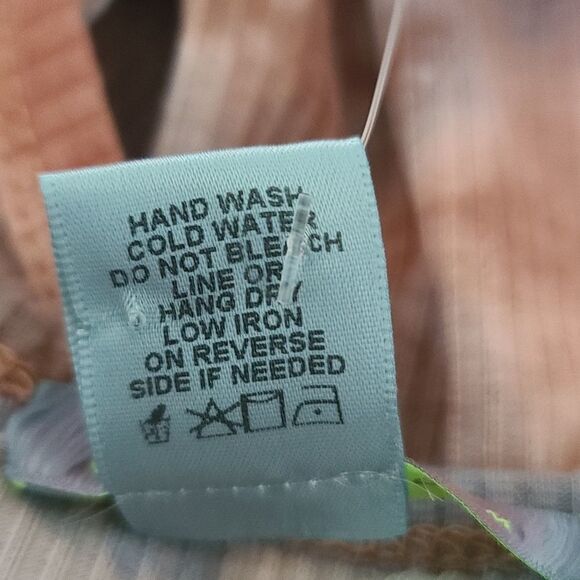 HAND WASH
COLD WATER
DO NOT BLEACH
LINE OR
HANG DRY
LOW IRON
ON REVERSE
SIDE IF NEEDED